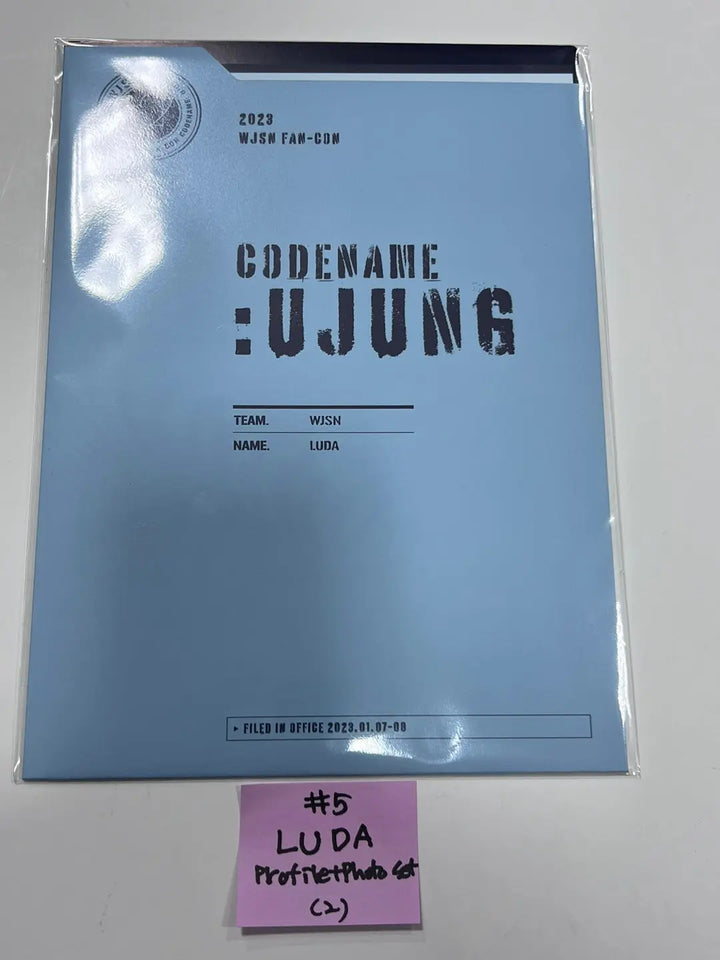 2023
WJSN FAN-CON
CODENAME
:UJUNG
TEAM. WJSN
NAME. LUDA
▸ FILED IN OFFICE 2023.01.07-08
#5
LUDA
Profile+Photo Set
(2)